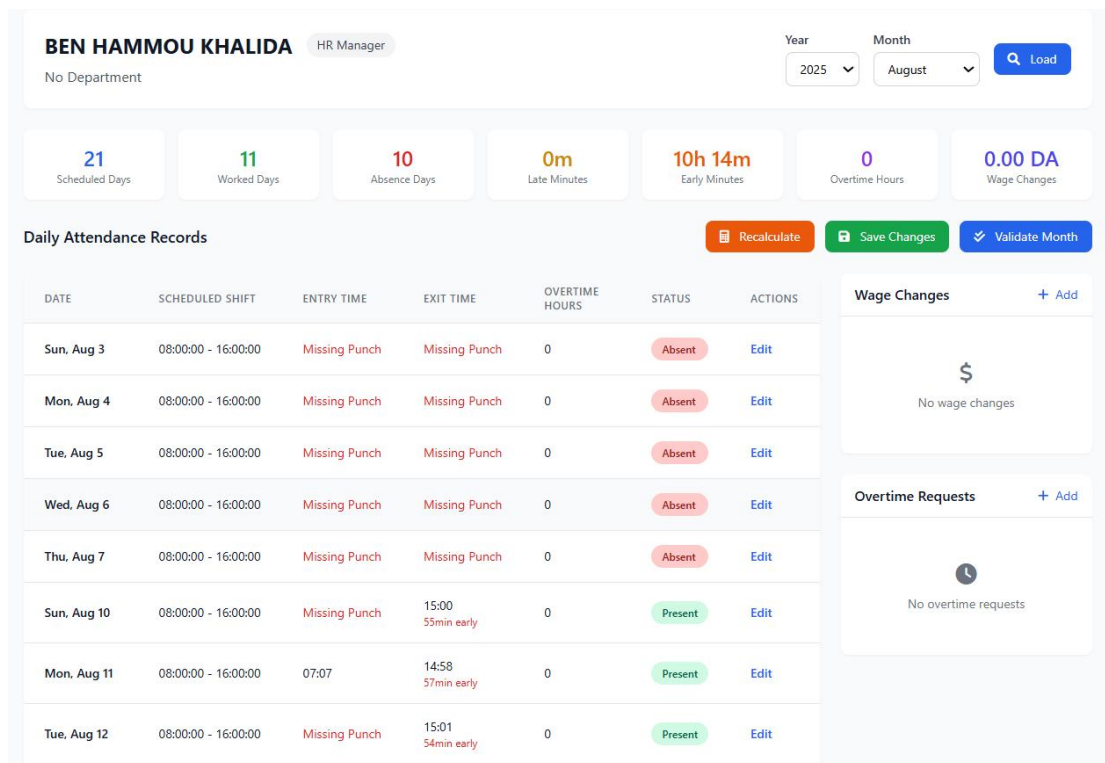 BEN HAMMOU KHALIDA HR Manager
No Department
Year Month
2025 August Load
21 11 10 0m 10h 14m 0 0.00 DA
Scheduled Days Worked Days Absence Days Late Minutes Early Minutes Overtime Hours Wage Changes
Daily Attendance Records Recalculate Save Changes Validate Month
DATE SCHEDULED SHIFT ENTRY TIME EXIT TIME OVERTIME HOURS STATUS ACTIONS
Sun, Aug 3 08:00:00 - 16:00:00 Missing Punch Missing Punch 0 Absent Edit
Mon, Aug 4 08:00:00 - 16:00:00 Missing Punch Missing Punch 0 Absent Edit
Tue, Aug 5 08:00:00 - 16:00:00 Missing Punch Missing Punch 0 Absent Edit
Wed, Aug 6 08:00:00 - 16:00:00 Missing Punch Missing Punch 0 Absent Edit
Thu, Aug 7 08:00:00 - 16:00:00 Missing Punch Missing Punch 0 Absent Edit
Sun, Aug 10 08:00:00 - 16:00:00 Missing Punch 15:00 0 Present Edit
55min early
Mon, Aug 11 08:00:00 - 16:00:00 07:07 14:58 0 Present Edit
57min early
Tue, Aug 12 08:00:00 - 16:00:00 Missing Punch 15:01 0 Present Edit
54min early
Wage Changes + Add
$
No wage changes
Overtime Requests + Add
No overtime requests